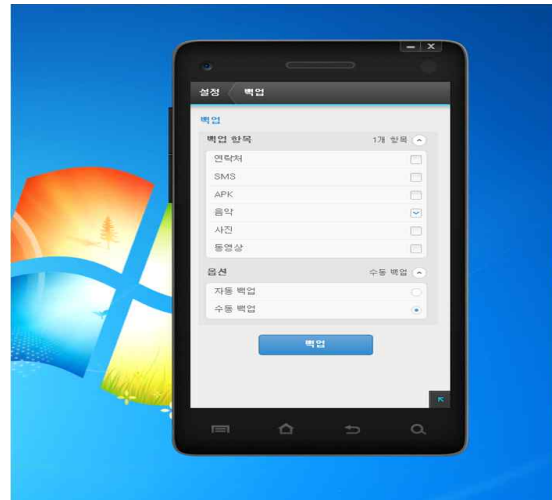 설정 백업
백업
백업 항목 1개 항목
연락처
SMS
APK
음악
사진
동영상
옵션 수동 백업
자동 백업
수동 백업
백업